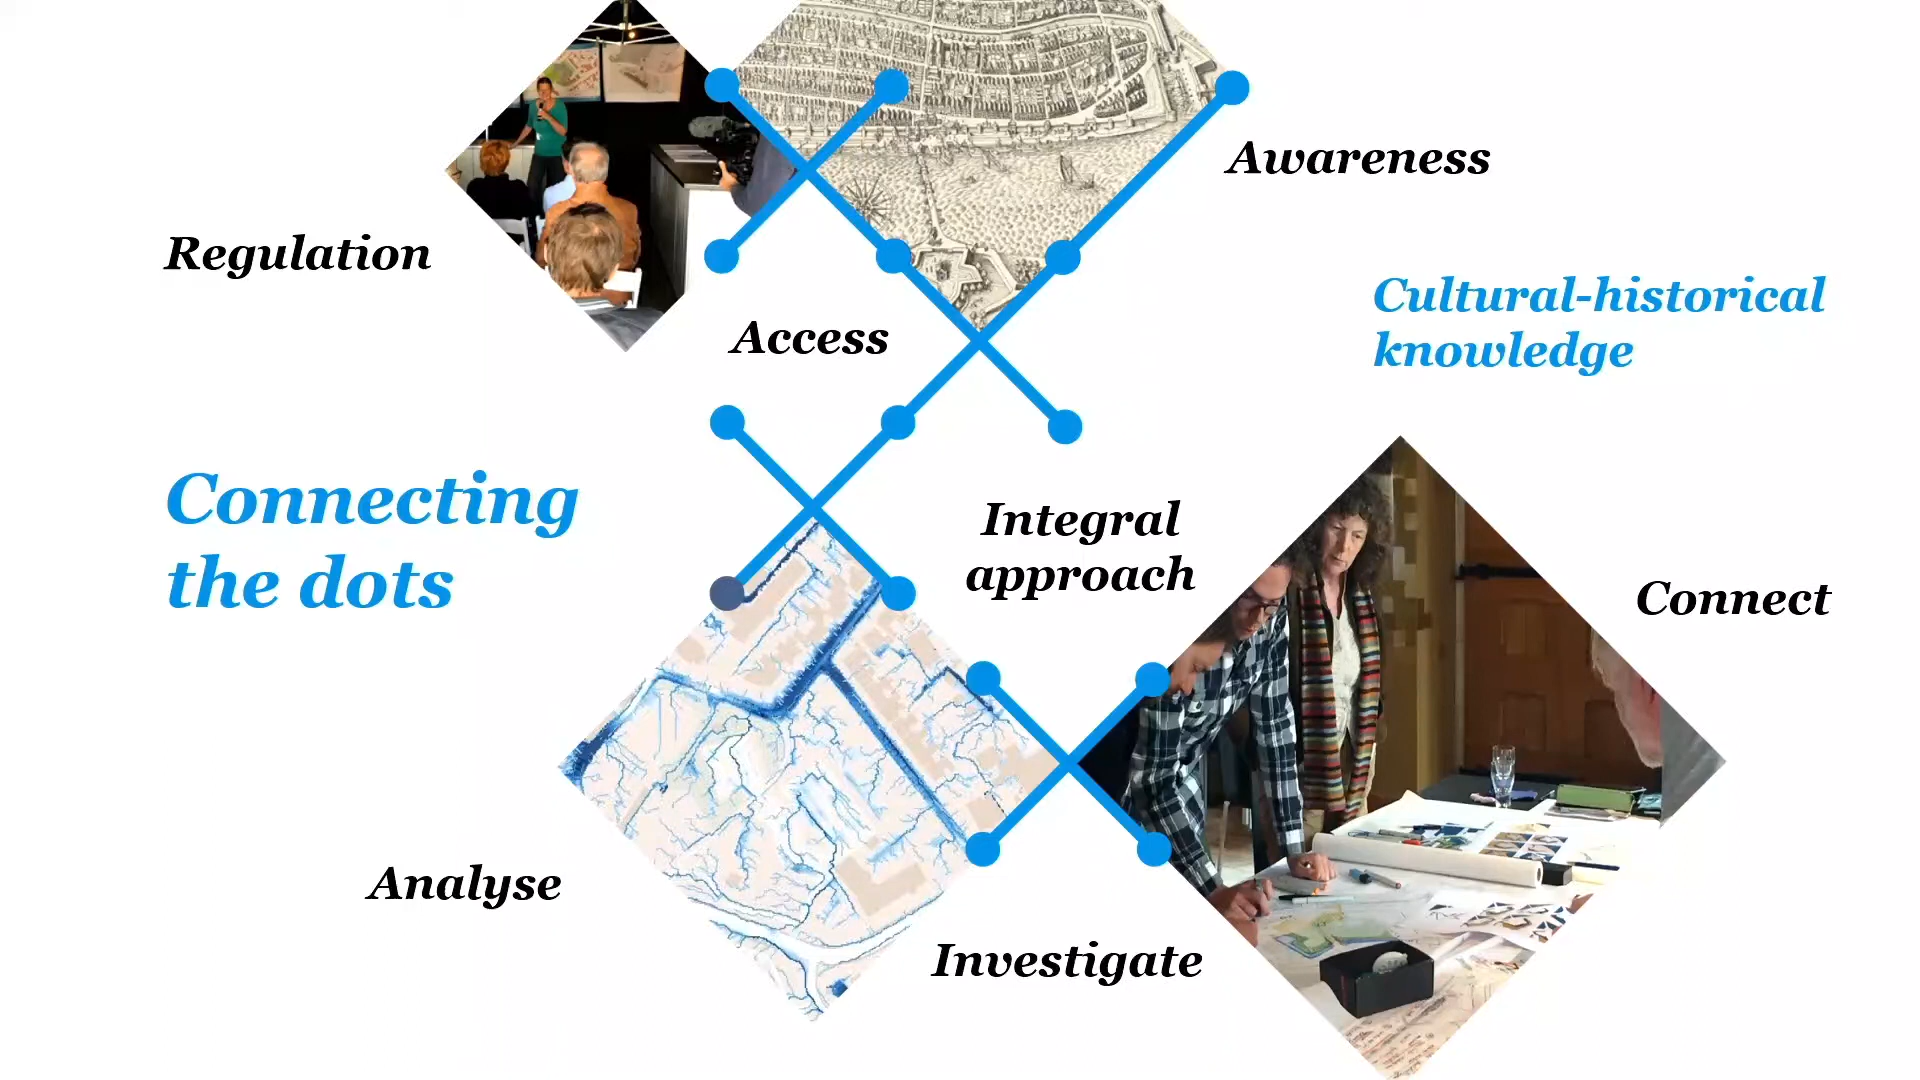 Awareness
Regulation
Cultural-historical
knowledge
Access
Connecting
the dots
Integral
approach
Connect
Analyse
Investigate